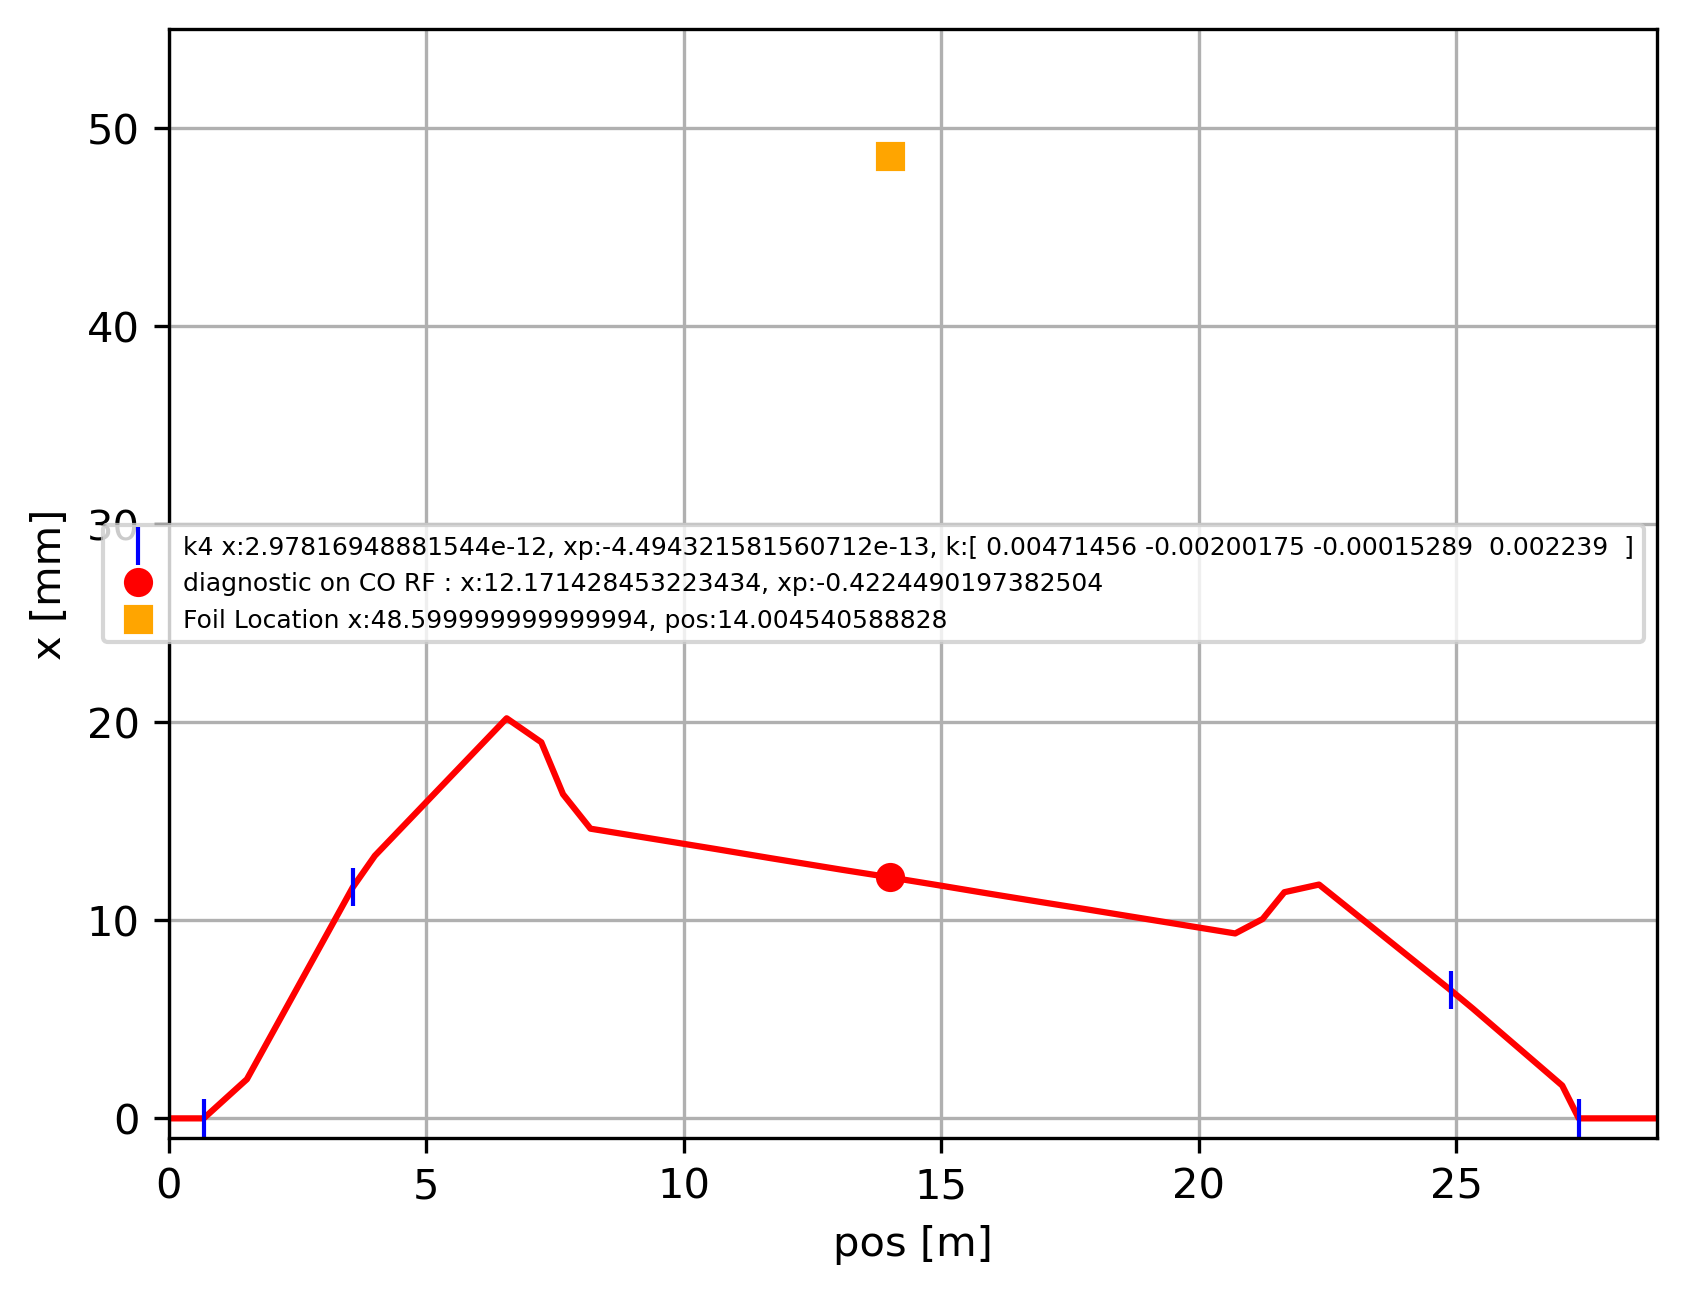 50
40
30
20
10
0
x [mm]
k4 x:2.97816948881544e-12, xp:-4.494321581560712e-13, k:[ 0.00471456 -0.00200175 -0.00015289  0.002239  ]
diagnostic on CO RF : x:12.171428453223434, xp:-0.4224490197382504
Foil Location x:48.599999999999994, pos:14.004540588828
0 5 10 15 20 25
pos [m]